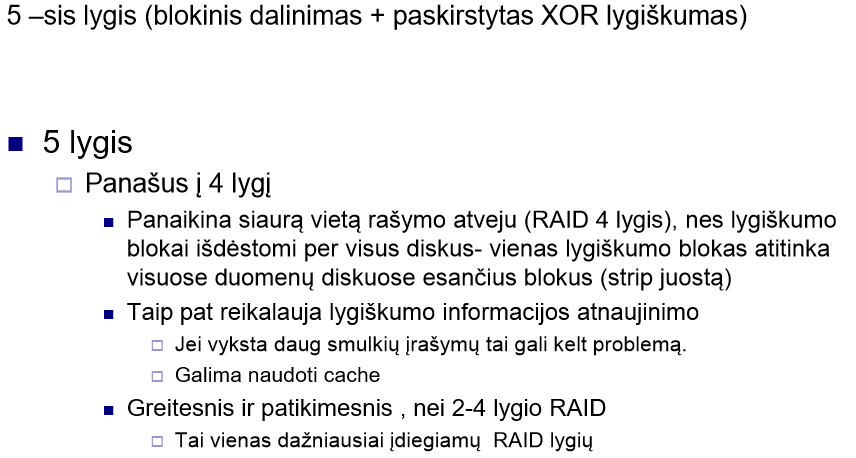 5 –sis lygis (blokinis dalinimas + paskirstytas XOR lygiškumas)
5 lygis
Panašus į 4 lygį
Panaikina siaurą vietą rašymo atveju (RAID 4 lygis), nes lygiškumo
blokai išdėstomi per visus diskus- vienas lygiškumo blokas atitinka
visuose duomenų diskuose esančius blokus (strip juostą)
Taip pat reikalauja lygiškumo informacijos atnaujinimo
Jei vyksta daug smulkių įrašymų tai gali kelt problemą.
Galima naudoti cache
Greitesnis ir patikimesnis , nei 2-4 lygio RAID
Tai vienas dažniausiai įdiegiamų  RAID lygių